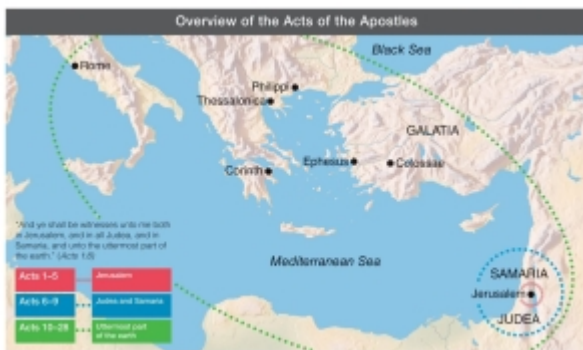 Overview of the Acts of the Apostles
Black Sea
Rome
Philippi
Thessalonica
GALATIA
Ephesus
Colossae
Corinth
"And ye shall be witnesses unto me both
in Jerusalem, and in all Judea, and in
Samaria, and unto the uttermost part of
the earth." (Acts 1:8)
Mediterranean Sea
SAMARIA
Jerusalem
JUDEA
Acts 1–5
Jerusalem
Acts 6–9
Judea and Samaria
Acts 10–28
Uttermost part
of the earth